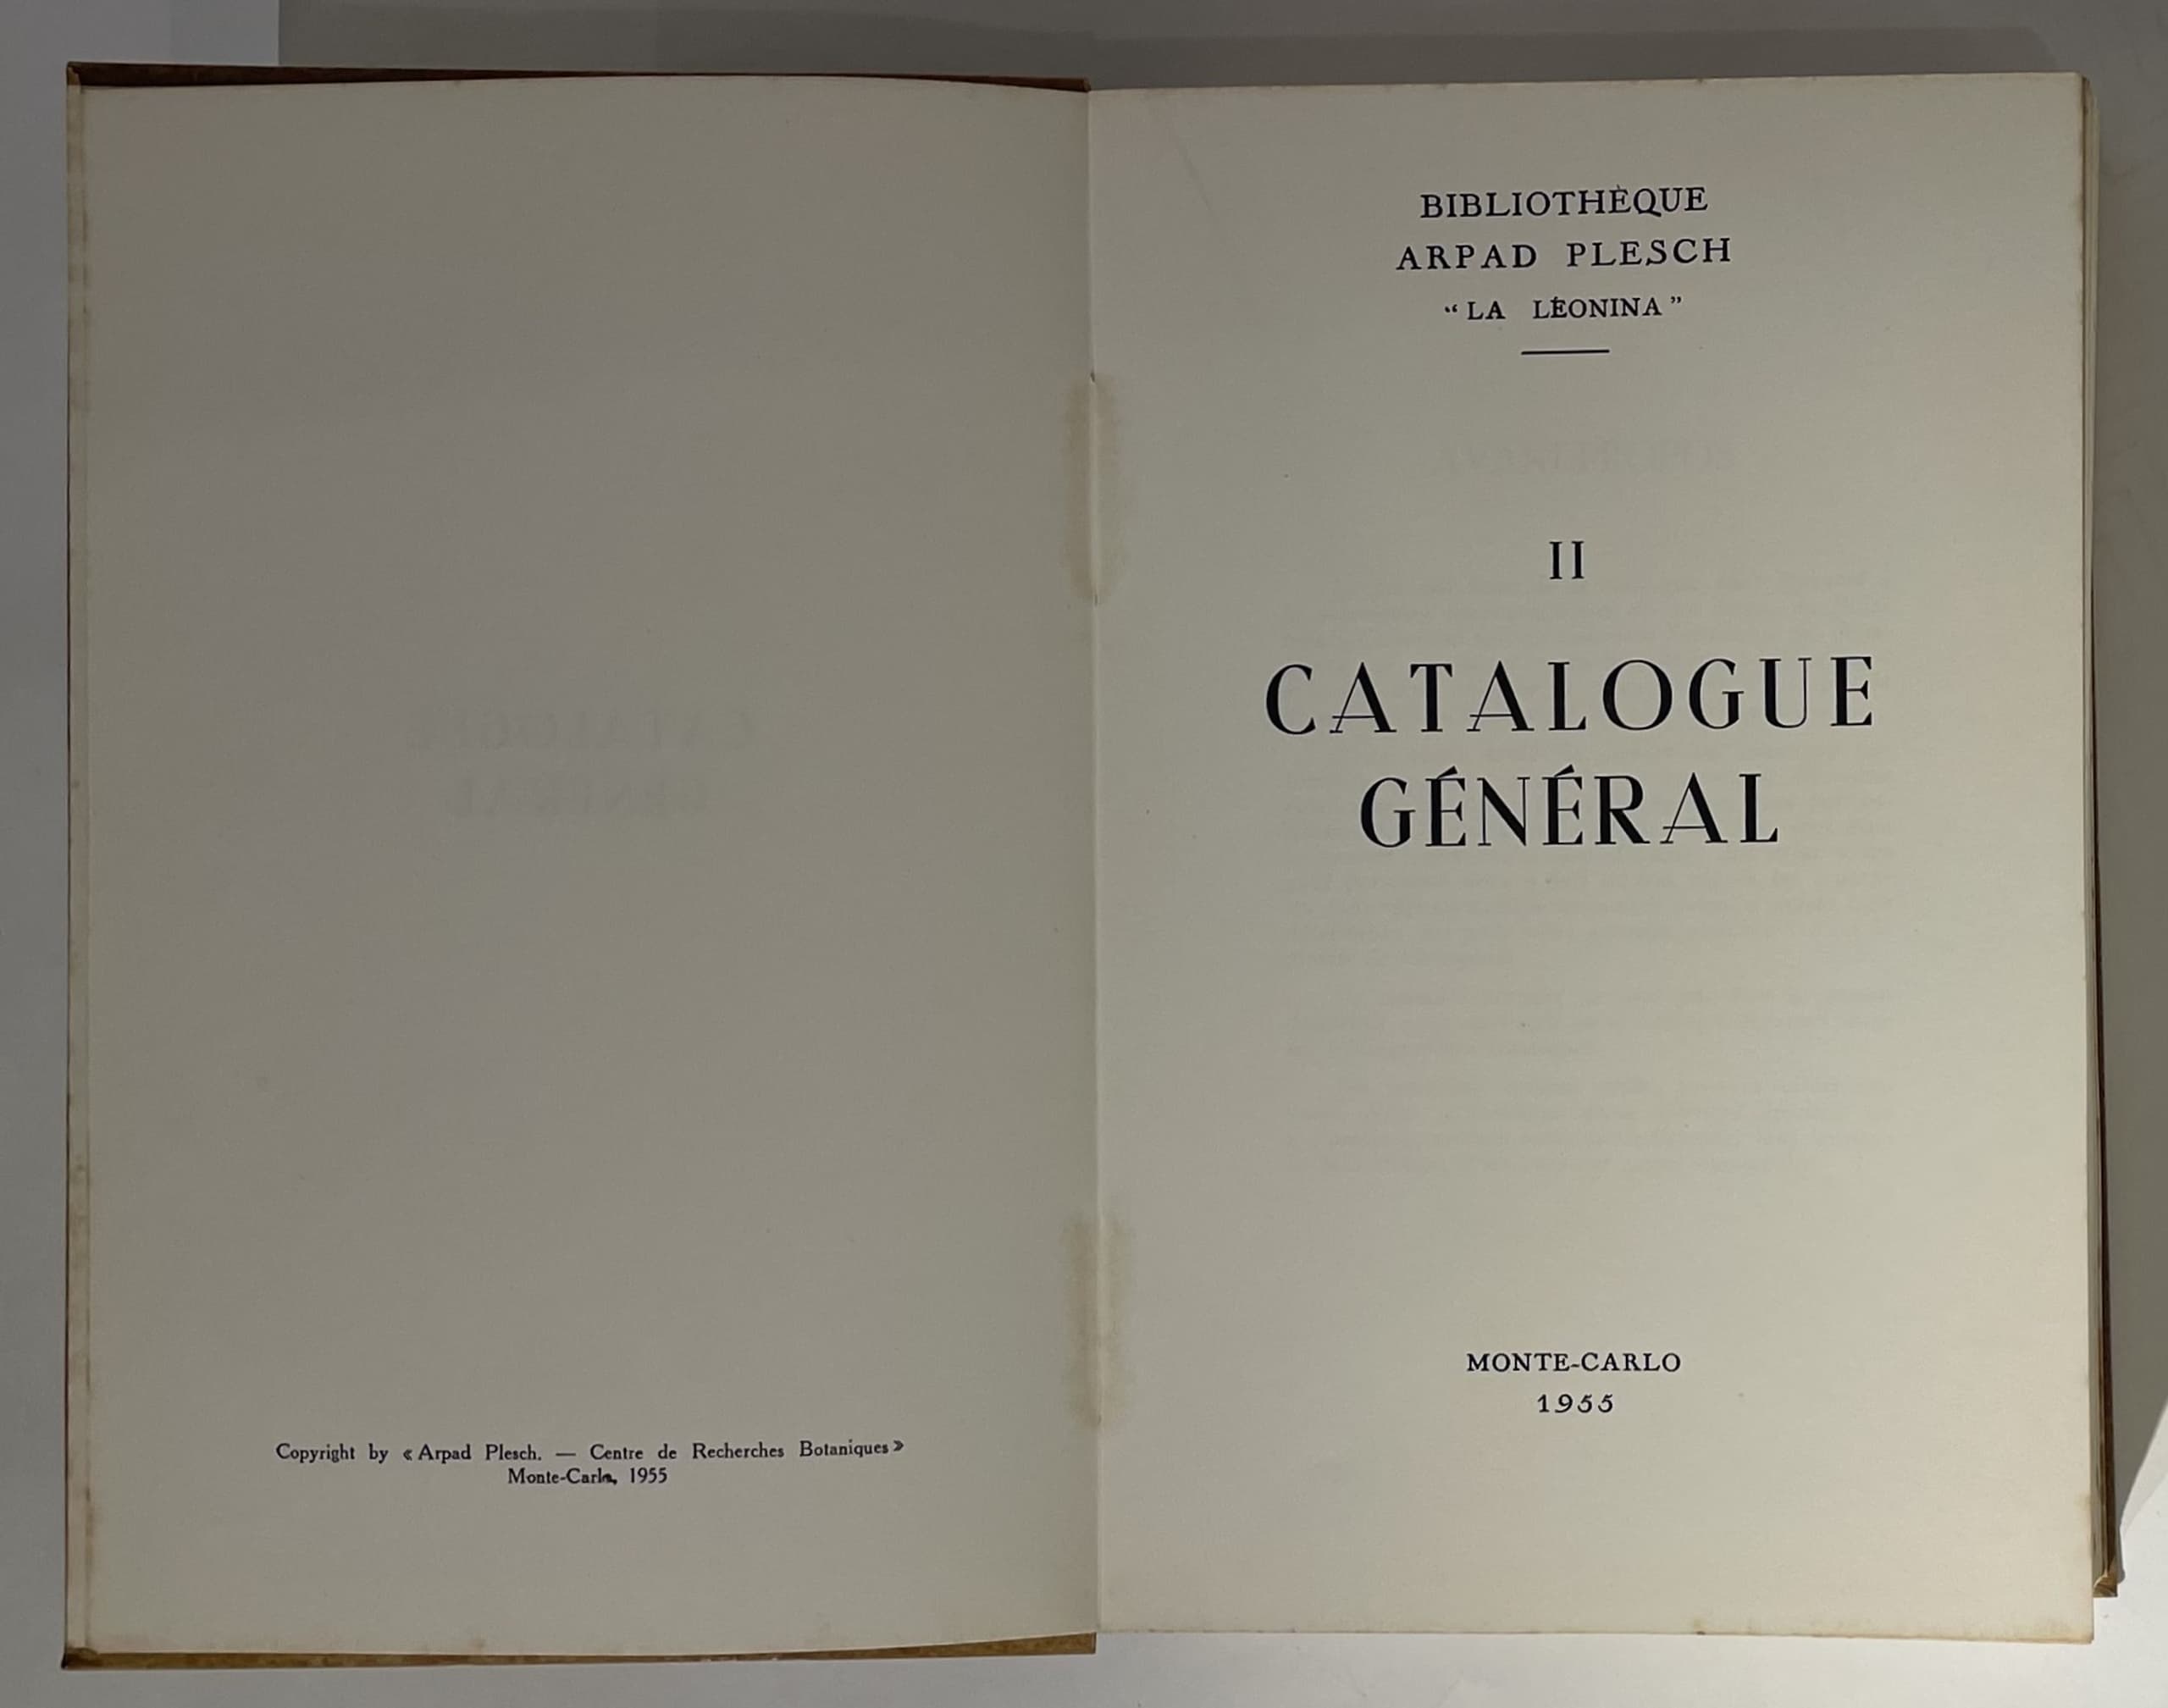 Copyright by « Arpad Plesch. — Centre de Recherches Botaniques »
Monte-Carlo, 1955
BIBLIOTHÈQUE
ARPAD PLESCH
“ LA LÉONINA ”
II
CATALOGUE
GÉNÉRAL
MONTE-CARLO
1955